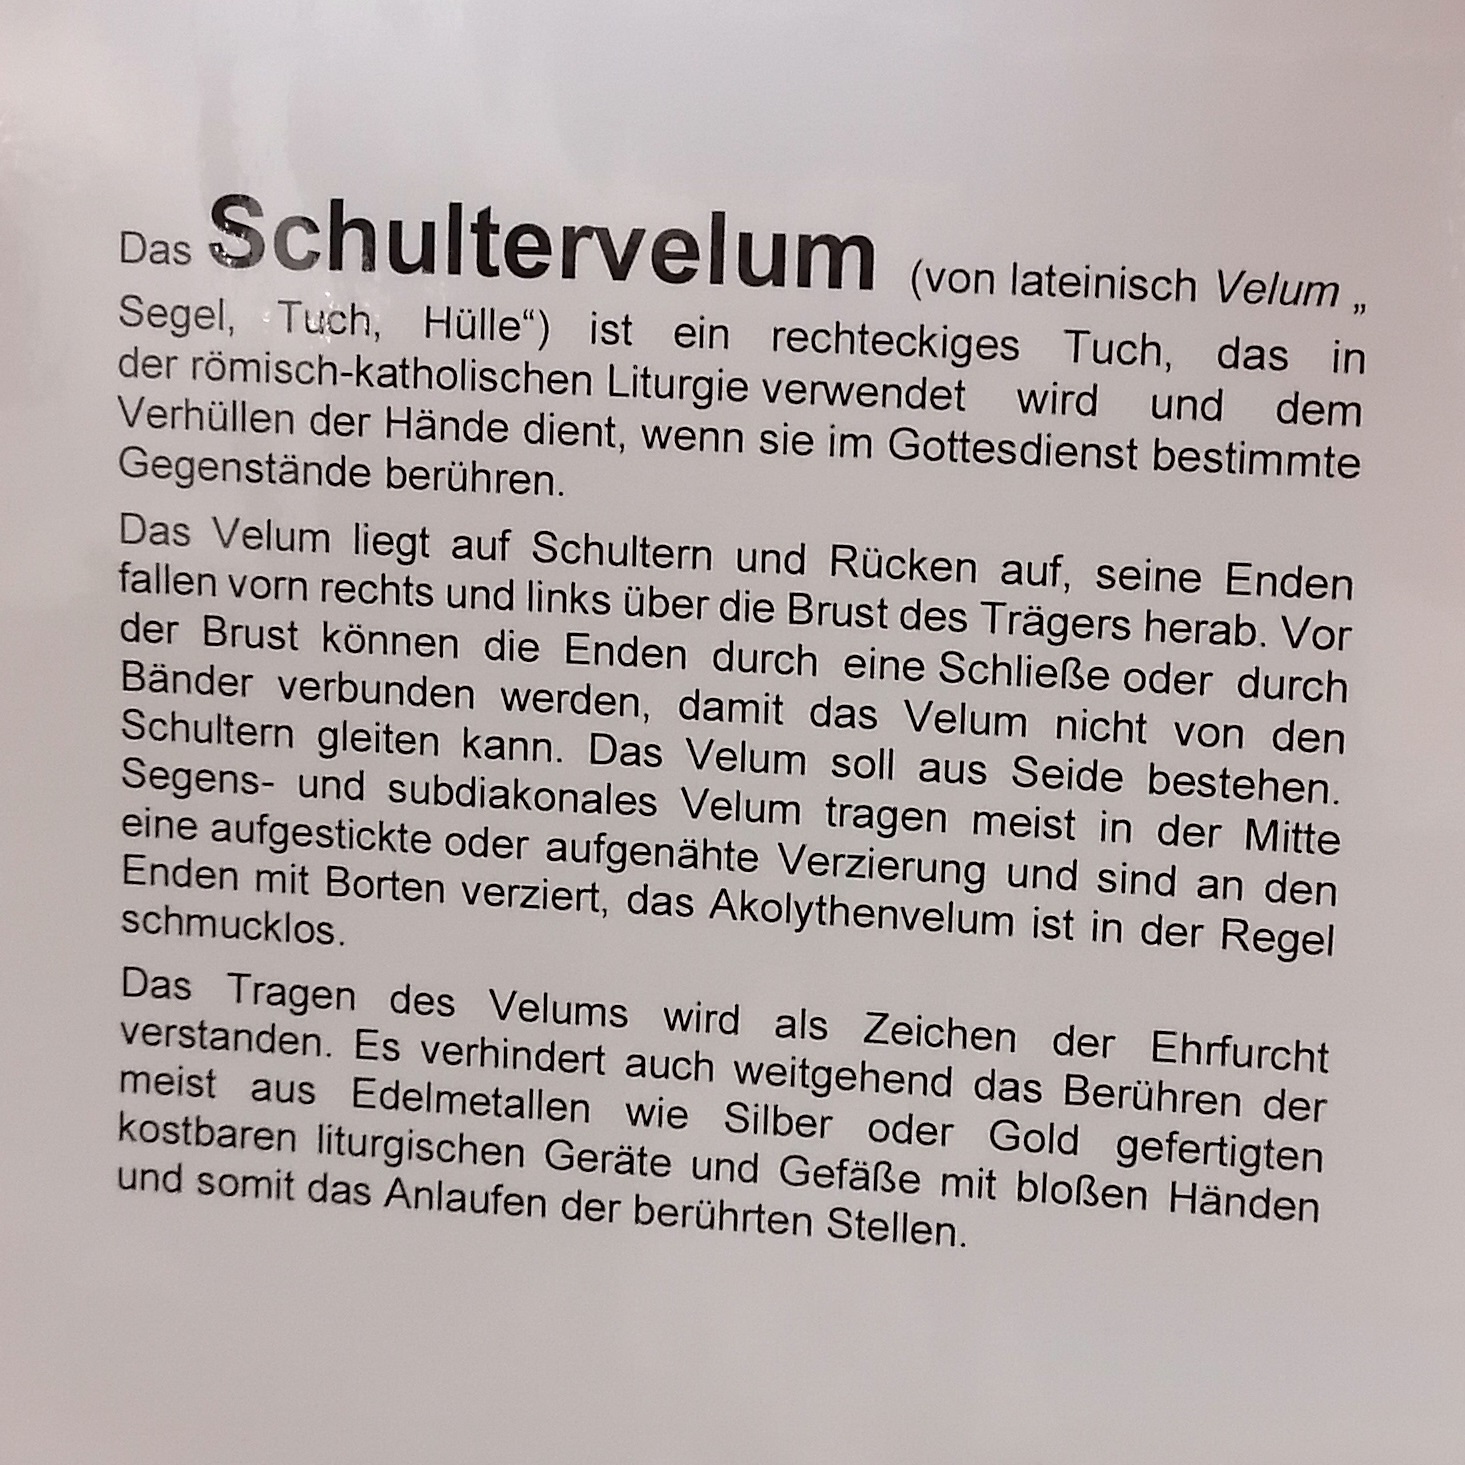 Das Schultervelum (von lateinisch Velum „
Segel, Tuch, Hülle“) ist ein rechteckiges Tuch, das in
der römisch-katholischen Liturgie verwendet wird und dem
Verhüllen der Hände dient, wenn sie im Gottesdienst bestimmte
Gegenstände berühren.
Das Velum liegt auf Schultern und Rücken auf, seine Enden
fallen vorn rechts und links über die Brust des Trägers herab. Vor
der Brust können die Enden durch eine Schließe oder durch
Bänder verbunden werden, damit das Velum nicht von den
Schultern gleiten kann. Das Velum soll aus Seide bestehen.
Segens- und subdiakonales Velum tragen meist in der Mitte
eine aufgestickte oder aufgenähte Verzierung und sind an den
Enden mit Borten verziert, das Akolythenvelum ist in der Regel
schmucklos.
Das Tragen des Velums wird als Zeichen der Ehrfurcht
verstanden. Es verhindert auch weitgehend das Berühren der
meist aus Edelmetallen wie Silber oder Gold gefertigten
kostbaren liturgischen Geräte und Gefäße mit bloßen Händen
und somit das Anlaufen der berührten Stellen.